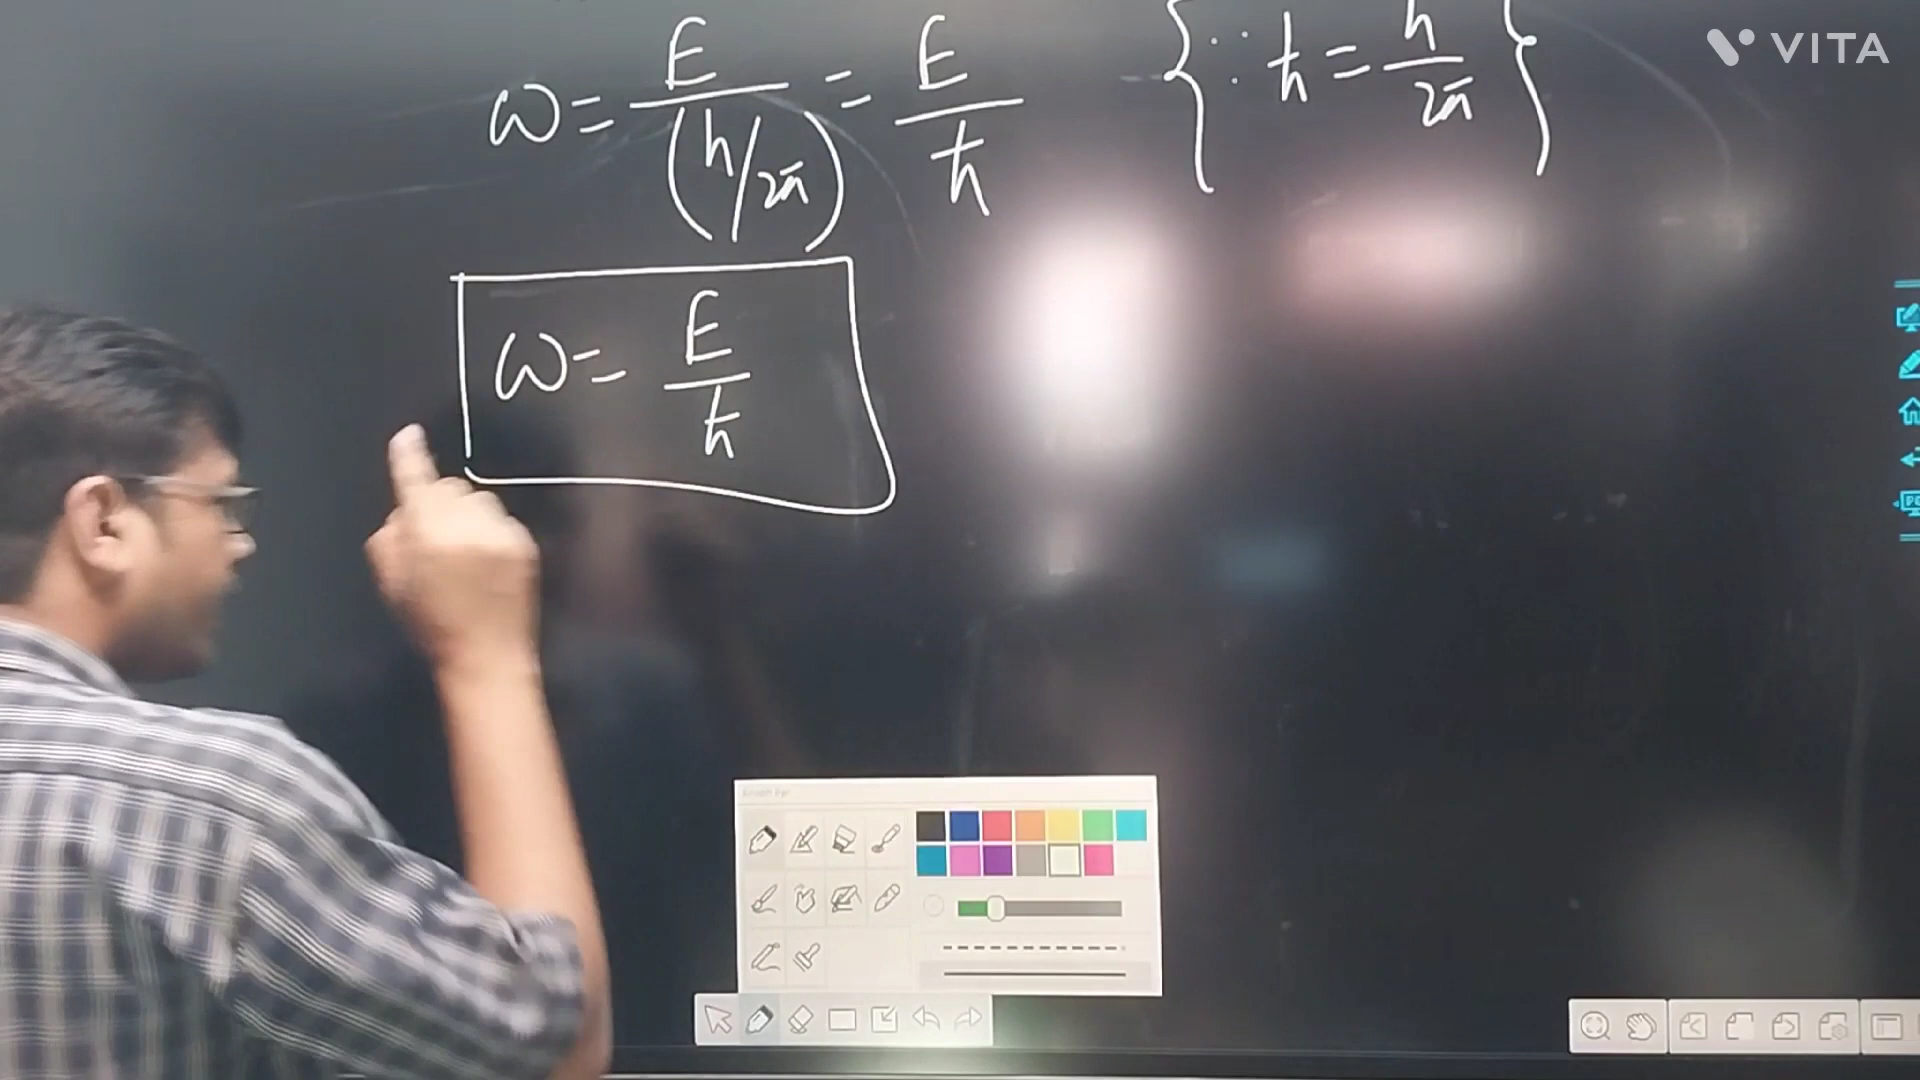 VITA
ω = E/(h/2π) = E/ħ {∵ ħ = h/2π}
ω = E/ħ